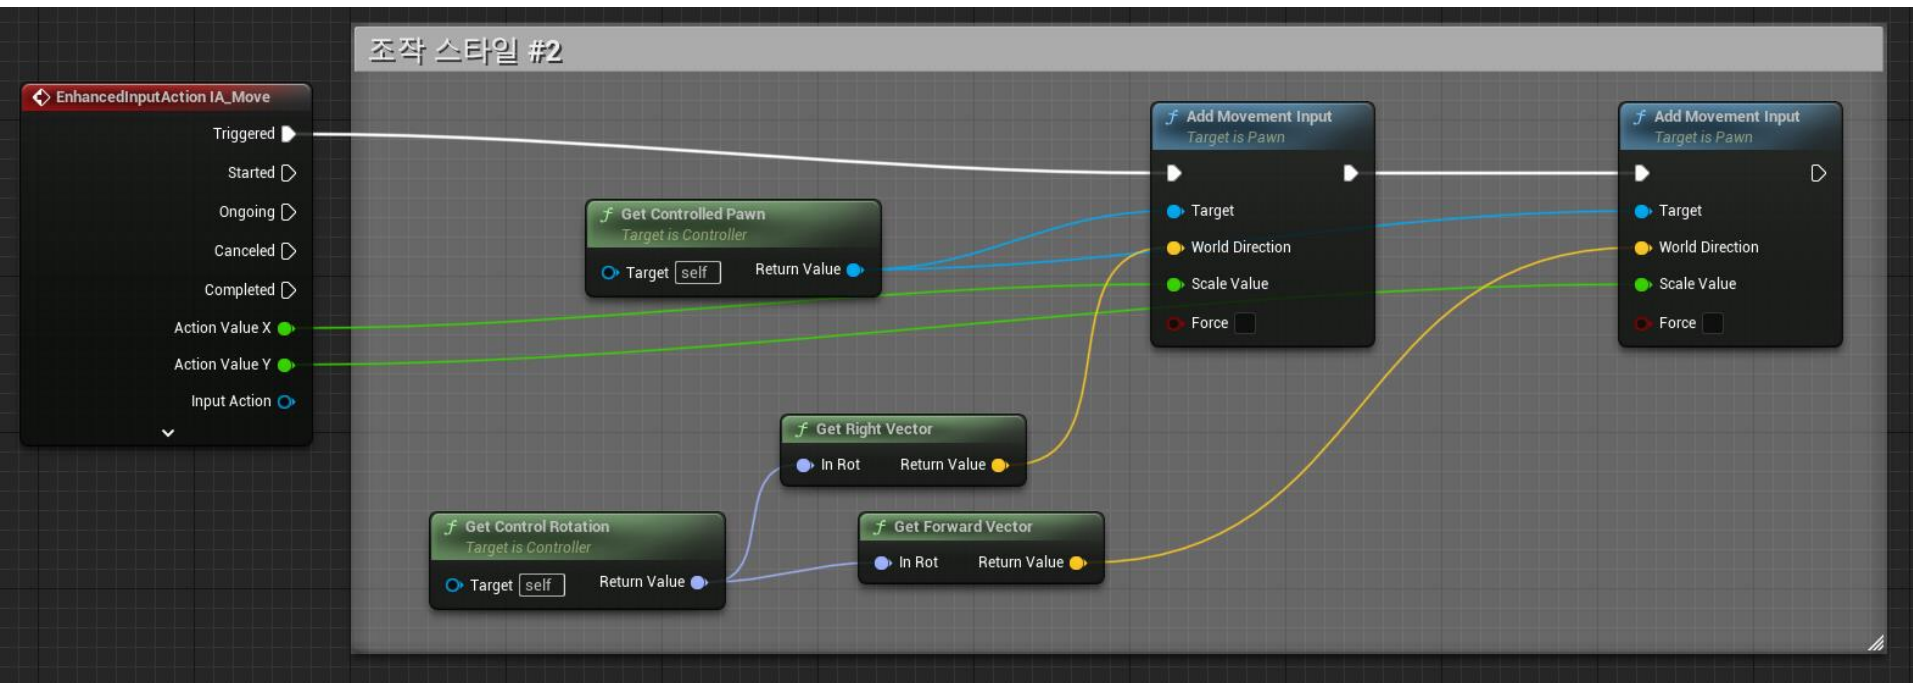 조작 스타일 #2
EnhancedInputAction IA_Move
Triggered
Started
Ongoing
Canceled
Completed
Action Value X
Action Value Y
Input Action
Get Controlled Pawn
Target is Controller
Target self Return Value
Get Right Vector
In Rot Return Value
Get Control Rotation
Target is Controller
Target self Return Value
Get Forward Vector
In Rot Return Value
Add Movement Input
Target is Pawn
Target
World Direction
Scale Value
Force
Add Movement Input
Target is Pawn
Target
World Direction
Scale Value
Force